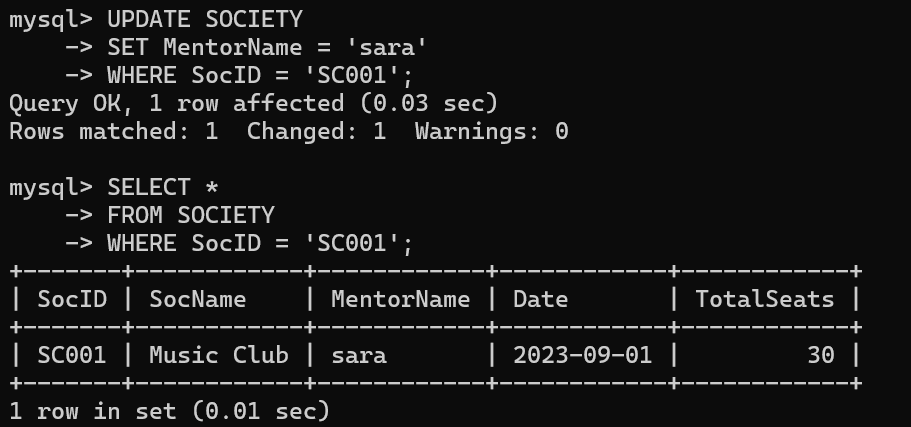 mysql> UPDATE SOCIETY
    -> SET MentorName = 'sara'
    -> WHERE SocID = 'SC001';
Query OK, 1 row affected (0.03 sec)
Rows matched: 1  Changed: 1  Warnings: 0

mysql> SELECT *
    -> FROM SOCIETY
    -> WHERE SocID = 'SC001';
+-------+------------+------------+------------+------------+
| SocID | SocName    | MentorName | Date       | TotalSeats |
+-------+------------+------------+------------+------------+
| SC001 | Music Club | sara       | 2023-09-01 |         30 |
+-------+------------+------------+------------+------------+
1 row in set (0.01 sec)